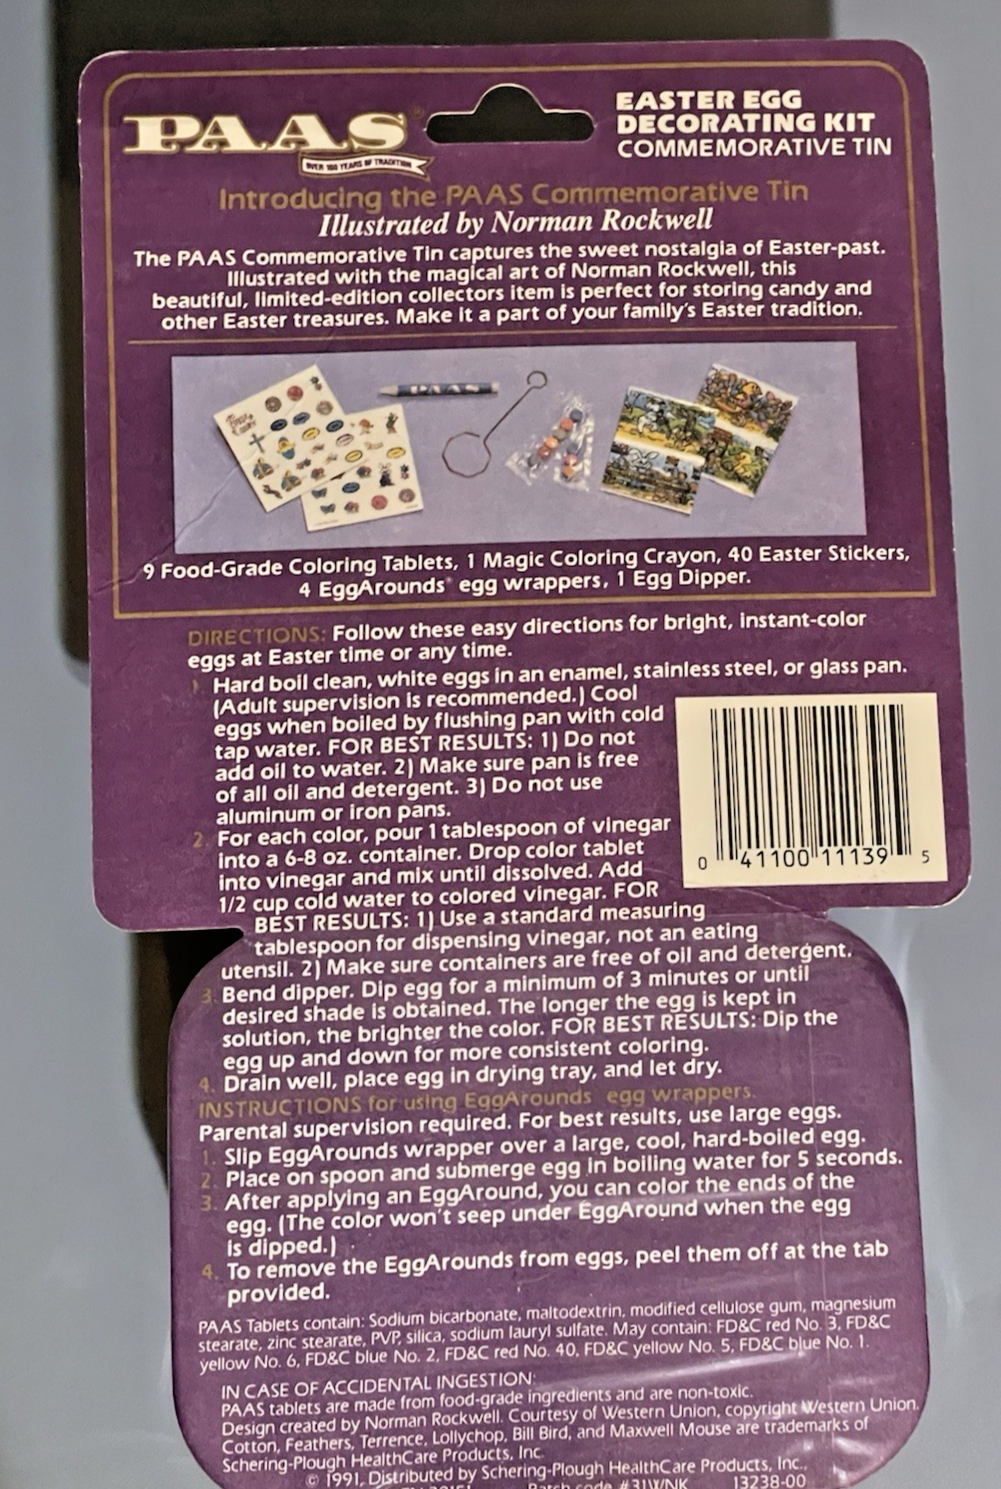 PAAS®
OVER 100 YEARS OF TRADITION
EASTER EGG
DECORATING KIT
COMMEMORATIVE TIN
Introducing the PAAS Commemorative Tin
Illustrated by Norman Rockwell
The PAAS Commemorative Tin captures the sweet nostalgia of Easter-past.
Illustrated with the magical art of Norman Rockwell, this
beautiful, limited-edition collectors item is perfect for storing candy and
other Easter treasures. Make it a part of your family's Easter tradition.
PAAS
9 Food-Grade Coloring Tablets, 1 Magic Coloring Crayon, 40 Easter Stickers,
4 EggArounds® egg wrappers, 1 Egg Dipper.
DIRECTIONS: Follow these easy directions for bright, instant-color
eggs at Easter time or any time.
1. Hard boil clean, white eggs in an enamel, stainless steel, or glass pan.
(Adult supervision is recommended.) Cool
eggs when boiled by flushing pan with cold
tap water. FOR BEST RESULTS: 1) Do not
add oil to water. 2) Make sure pan is free
of all oil and detergent. 3) Do not use
aluminum or iron pans.
2. For each color, pour 1 tablespoon of vinegar
into a 6-8 oz. container. Drop color tablet
into vinegar and mix until dissolved. Add
1/2 cup cold water to colored vinegar. FOR
BEST RESULTS: 1) Use a standard measuring
tablespoon for dispensing vinegar, not an eating
utensil. 2) Make sure containers are free of oil and detergent.
3. Bend dipper. Dip egg for a minimum of 3 minutes or until
desired shade is obtained. The longer the egg is kept in
solution, the brighter the color. FOR BEST RESULTS: Dip the
egg up and down for more consistent coloring.
4. Drain well, place egg in drying tray, and let dry.
0 41100 11139 5
INSTRUCTIONS for using EggArounds egg wrappers.
Parental supervision required. For best results, use large eggs.
1. Slip EggArounds wrapper over a large, cool, hard-boiled egg.
2. Place on spoon and submerge egg in boiling water for 5 seconds.
3. After applying an EggAround, you can color the ends of the
egg. (The color won't seep under EggAround when the egg
is dipped.)
4. To remove the EggArounds from eggs, peel them off at the tab
provided.
PAAS Tablets contain: Sodium bicarbonate, maltodextrin, modified cellulose gum, magnesium
stearate, zinc stearate, PVP, silica, sodium lauryl sulfate. May contain: FD&C red No. 3, FD&C
yellow No. 6, FD&C blue No. 2, FD&C red No. 40, FD&C yellow No. 5, FD&C blue No. 1.
IN CASE OF ACCIDENTAL INGESTION:
PAAS tablets are made from food-grade ingredients and are non-toxic.
Design created by Norman Rockwell. Courtesy of Western Union, copyright Western Union.
Cotton, Feathers, Terrence, Lollychop, Bill Bird, and Maxwell Mouse are trademarks of
Schering-Plough HealthCare Products, Inc.
© 1991, Distributed by Schering-Plough HealthCare Products, Inc.,
13238-00